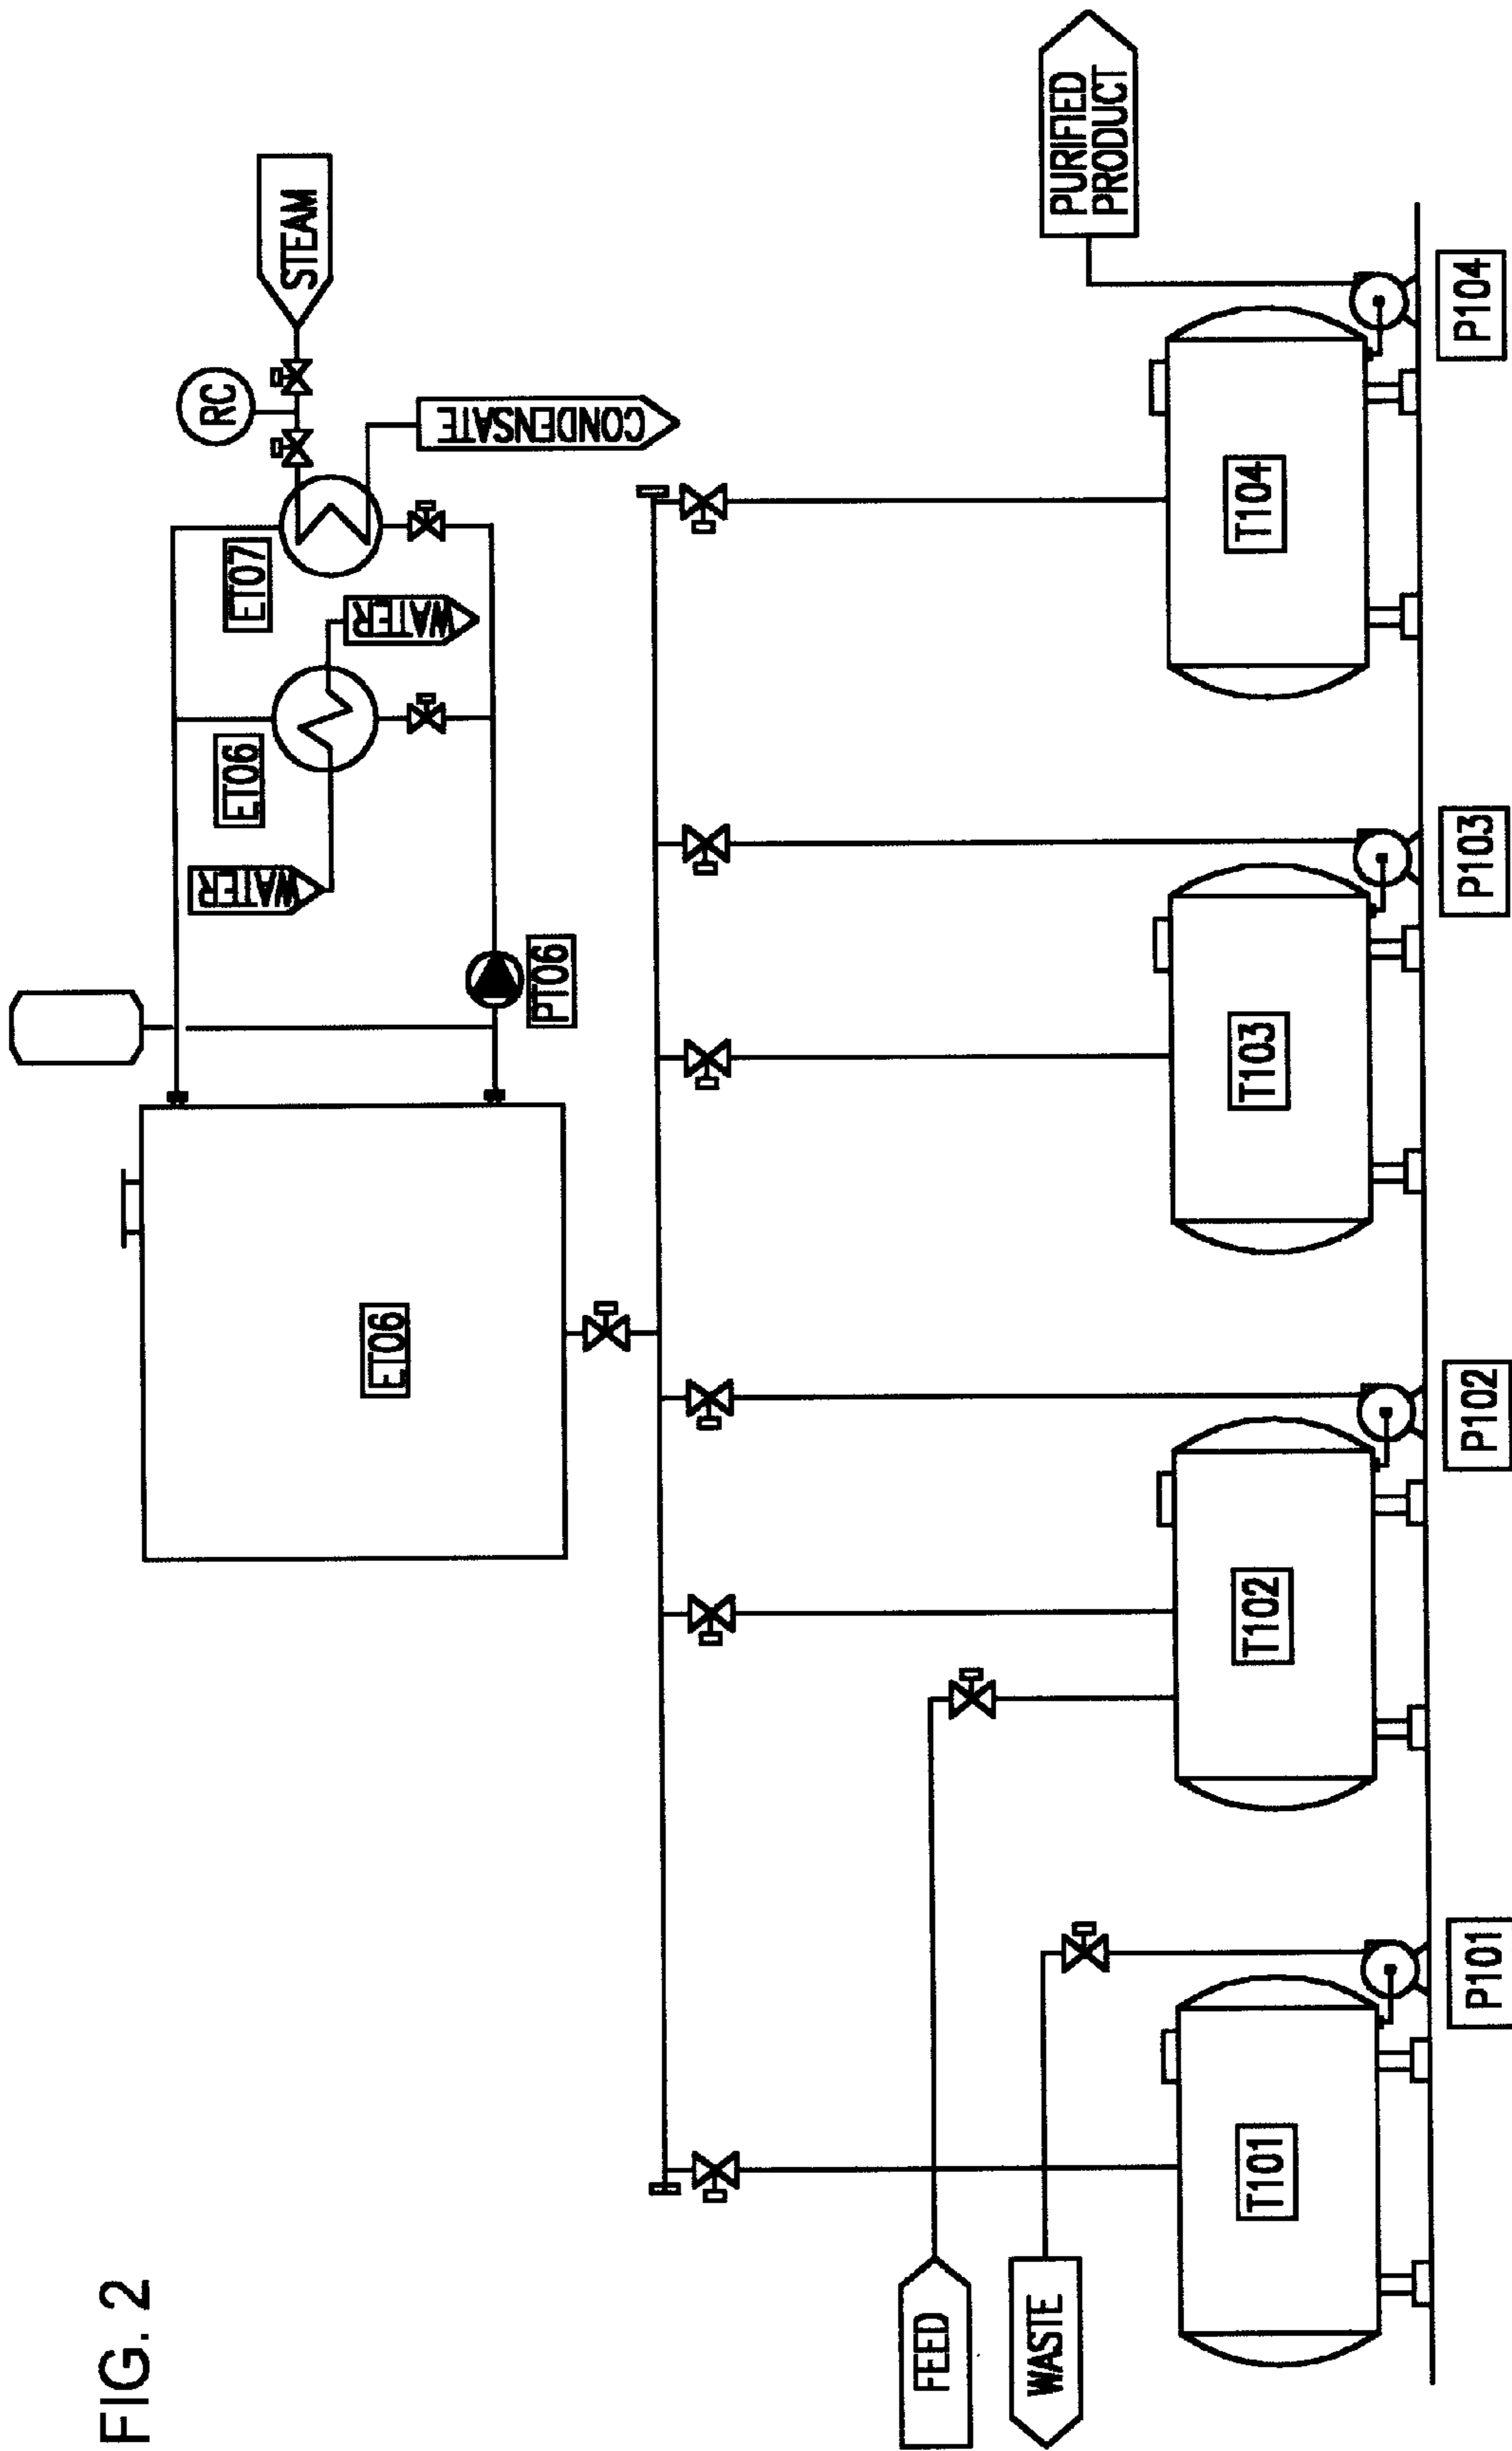 FIG. 2
STEAM
RC
CONDENSATE
ET07
WATER
ET06
WATER
PT06
ET06
PURIFIED
PRODUCT
FEED
WASTE
T101
T102
T103
T104
P101
P102
P103
P104